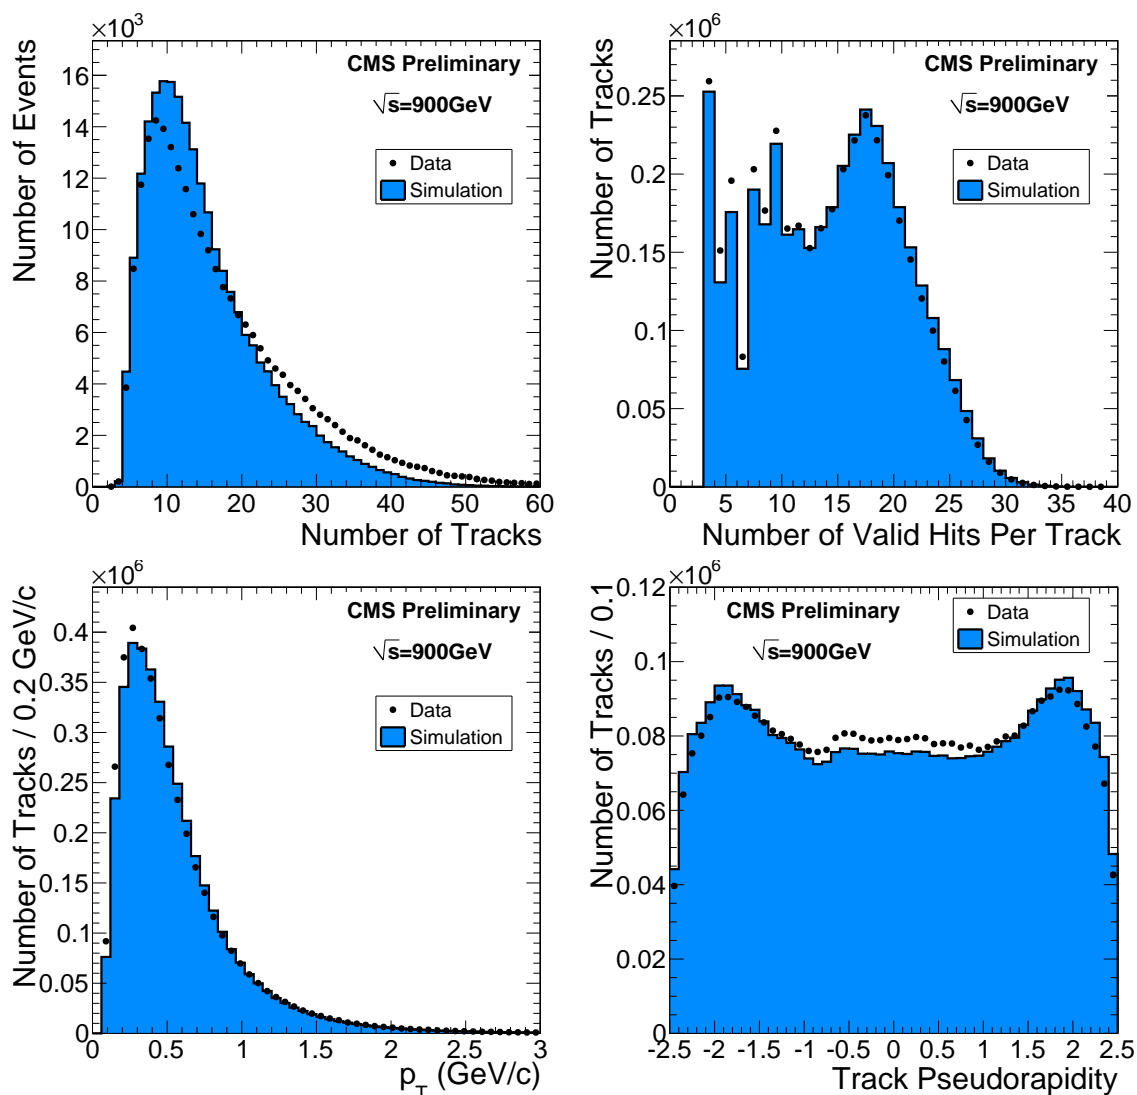 ×10³
CMS Preliminary
√s=900GeV
Data
Simulation
Number of Events
16
14
12
10
8
6
4
2
0
0 10 20 30 40 50 60
Number of Tracks
×10⁶
CMS Preliminary
√s=900GeV
Data
Simulation
Number of Tracks
0.25
0.2
0.15
0.1
0.05
0
0 5 10 15 20 25 30 35 40
Number of Valid Hits Per Track
×10⁶
CMS Preliminary
√s=900GeV
Data
Simulation
Number of Tracks / 0.2 GeV/c
0.4
0.35
0.3
0.25
0.2
0.15
0.1
0.05
0
0 0.5 1 1.5 2 2.5 3
p_T (GeV/c)
×10⁶
CMS Preliminary
√s=900GeV
Data
Simulation
Number of Tracks / 0.1
0.12
0.1
0.08
0.06
0.04
0.02
0
-2.5 -2 -1.5 -1 -0.5 0 0.5 1 1.5 2 2.5
Track Pseudorapidity